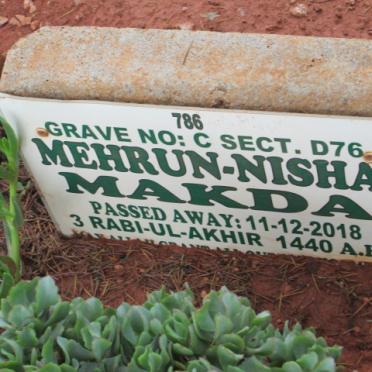 786
GRAVE NO: C SECT. D76
MEHRUN-NISHA
MAKDA
PASSED AWAY: 11-12-2018
3 RABI-UL-AKHIR 1440 A.H